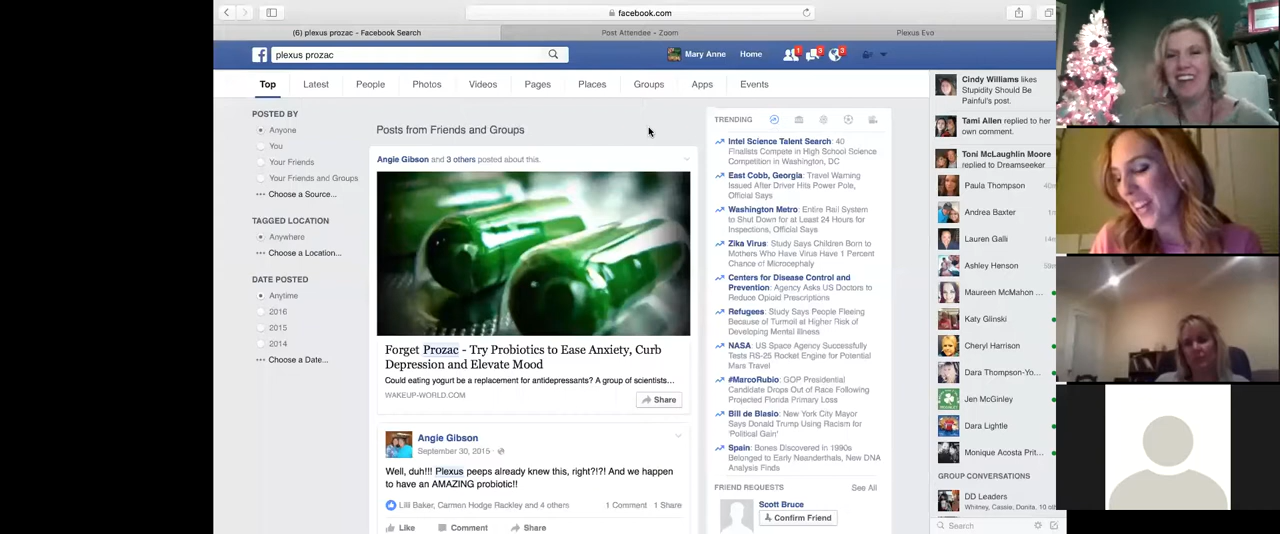 facebook.com
(6) plexus prozac - Facebook Search
Post Attendee - Zoom
Plexus Evo
plexus prozac
Mary Anne
Home
1
3
3
Top
Latest
People
Photos
Videos
Pages
Places
Groups
Apps
Events
POSTED BY
Anyone
You
Your Friends
Your Friends and Groups
Choose a Source...
TAGGED LOCATION
Anywhere
Choose a Location...
DATE POSTED
Anytime
2016
2015
2014
Choose a Date...
Posts from Friends and Groups
Angie Gibson and 3 others posted about this.
Forget Prozac - Try Probiotics to Ease Anxiety, Curb
Depression and Elevate Mood
Could eating yogurt be a replacement for antidepressants? A group of scientists...
WAKEUP-WORLD.COM
Share
Angie Gibson
September 30, 2015
Well, duh!!! Plexus peeps already knew this, right?!?! And we happen
to have an AMAZING probiotic!!
Lili Baker, Carmen Hodge Rackley and 4 others
1 Comment 1 Share
Like
Comment
Share
TRENDING
Intel Science Talent Search: 40
Finalists Compete in High School Science
Competition in Washington, DC
East Cobb, Georgia: Travel Warning
Issued After Driver Hits Power Pole,
Official Says
Washington Metro: Entire Rail System
to Shut Down for at Least 24 Hours for
Inspections, Official Says
Zika Virus: Study Says Children Born to
Mothers Who Have Virus Have 1 Percent
Chance of Microcephaly
Centers for Disease Control and
Prevention: Agency Asks US Doctors to
Reduce Opioid Prescriptions
Refugees: Study Says People Fleeing
Because of Turmoil at Higher Risk of
Developing Mental Illness
NASA: US Space Agency Successfully
Tests RS-25 Rocket Engine for Potential
Mars Travel
#MarcoRubio: GOP Presidential
Candidate Drops Out of Race Following
Projected Florida Primary Loss
Bill de Blasio: New York City Mayor
Says Donald Trump Using Racism for
'Political Gain'
Spain: Bones Discovered in 1990s
Belonged to Early Neanderthals, New DNA
Analysis Finds
FRIEND REQUESTS
See All
Scott Bruce
Confirm Friend
Cindy Williams likes
Stupidity Should Be
Painful's post.
Tami Allen replied to her
own comment.
Toni McLaughlin Moore
replied to Dreamseeker
Paula Thompson
Andrea Baxter
Lauren Galli
Ashley Henson
Maureen McMahon ...
Katy Glinski
Cheryl Harrison
Dara Thompson-Yo...
Jen McGinley
Dara Lightle
Monique Acosta Prit...
GROUP CONVERSATIONS
DD Leaders
Whitney, Cassie, Danita, 10 oth
Search